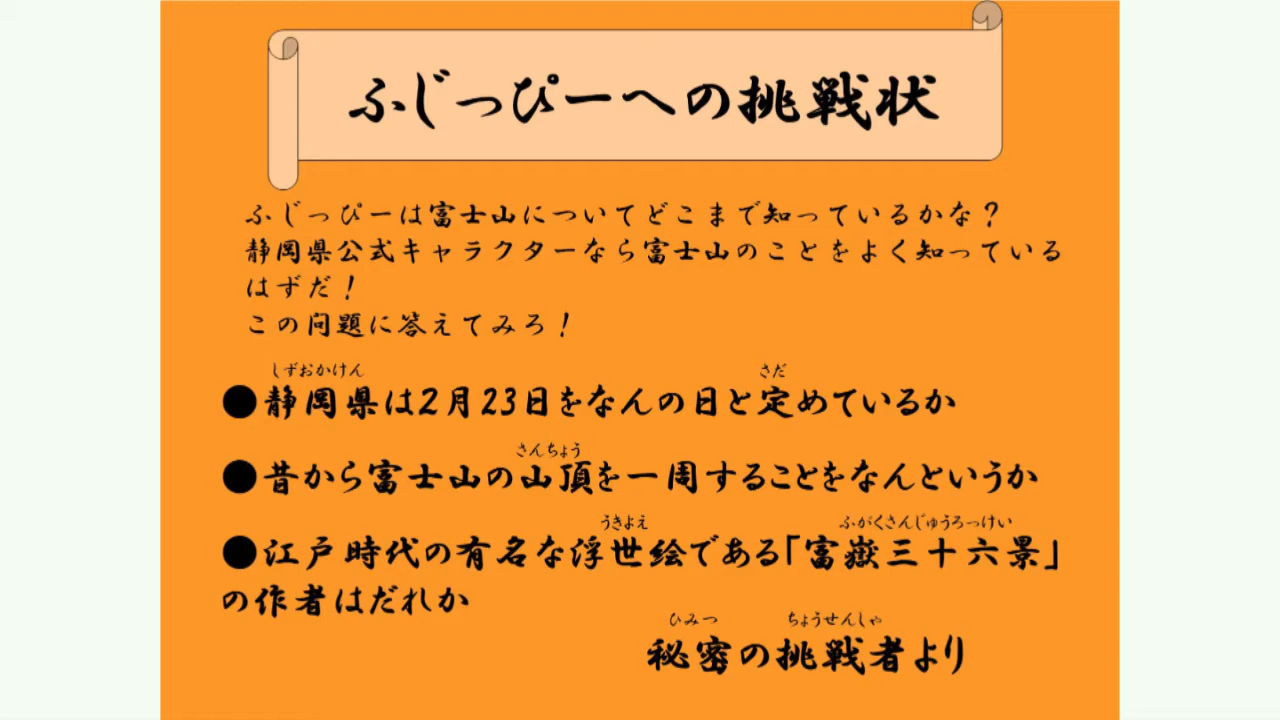 ふじっぴーへの挑戦状
ふじっぴーは富士山についてどこまで知っているかな？
静岡県公式キャラクターなら富士山のことをよく知っている
はずだ！
この問題に答えてみろ！
しずおかけん さだ
●静岡県は2月23日をなんの日と定めているか
さんちょう
●昔から富士山の山頂を一周することをなんというか
うきよえ ふがくさんじゅうろっけい
●江戸時代の有名な浮世絵である「富嶽三十六景」
の作者はだれか
ひみつ ちょうせんしゃ
秘密の挑戦者より